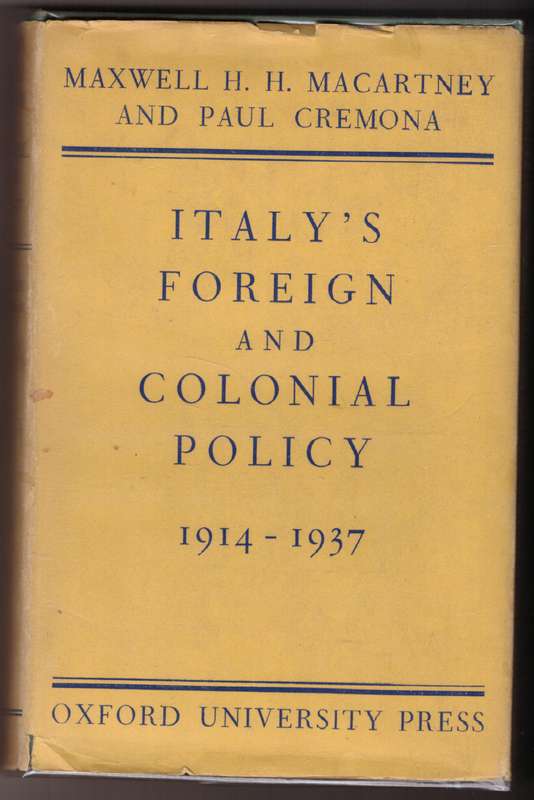 MAXWELL H. H. MACARTNEY
AND PAUL CREMONA
ITALY'S
FOREIGN
AND
COLONIAL
POLICY
1914-1937
OXFORD UNIVERSITY PRESS